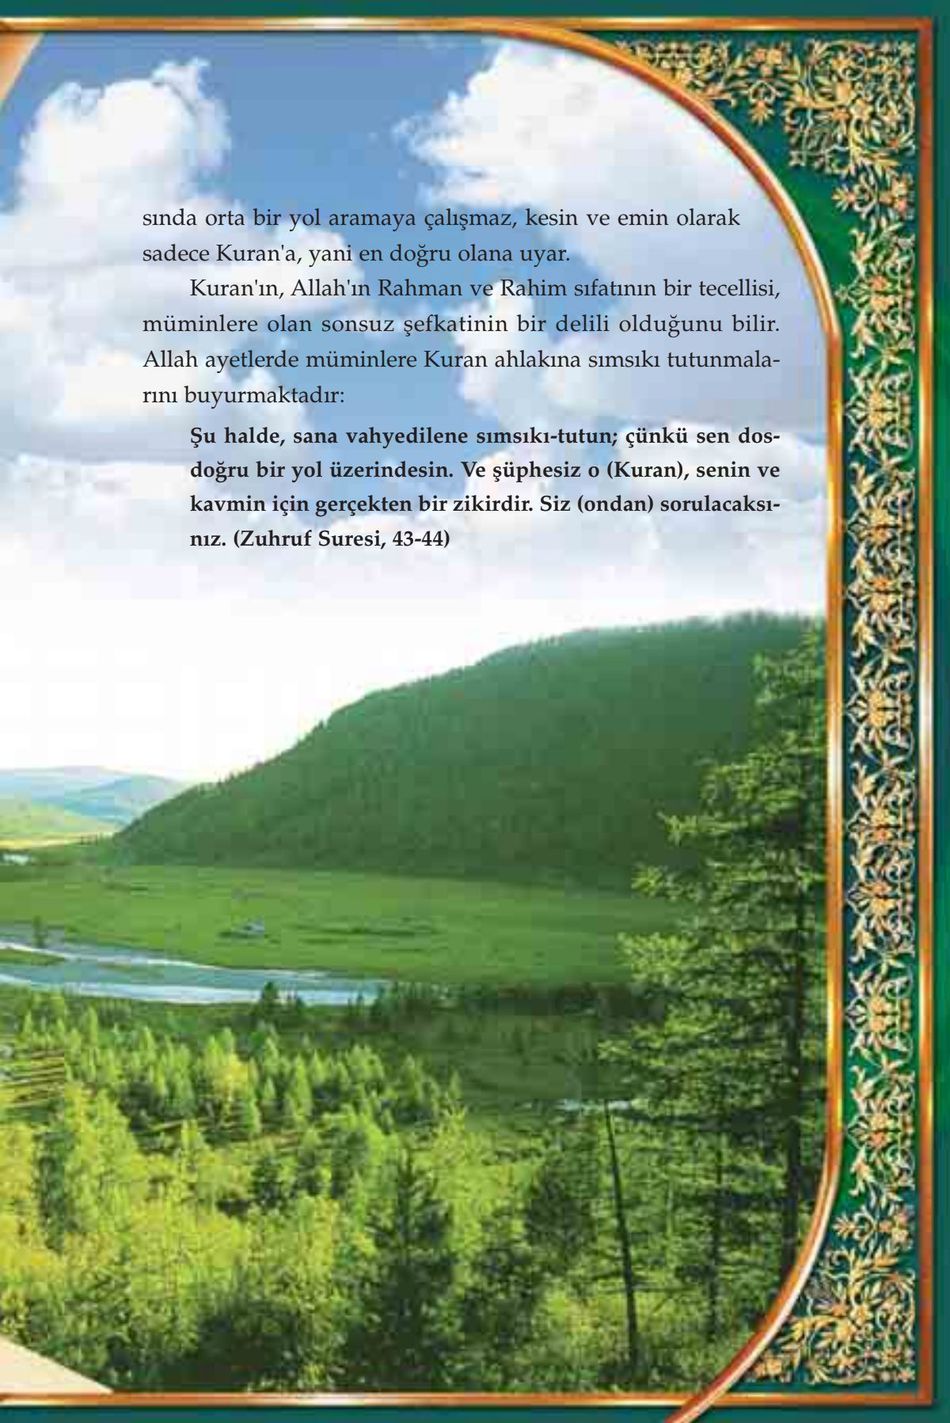 sında orta bir yol aramaya çalışmaz, kesin ve emin olarak
sadece Kuran'a, yani en doğru olana uyar.
Kuran'ın, Allah'ın Rahman ve Rahim sıfatının bir tecellisi,
müminlere olan sonsuz şefkatinin bir delili olduğunu bilir.
Allah ayetlerde müminlere Kuran ahlakına sımsıkı tutunmala-
rını buyurmaktadır:
Şu halde, sana vahyedilene sımsıkı-tutun; çünkü sen dos-
doğru bir yol üzerindesin. Ve şüphesiz o (Kuran), senin ve
kavmin için gerçekten bir zikirdir. Siz (ondan) sorulacaksı-
nız. (Zuhruf Suresi, 43-44)